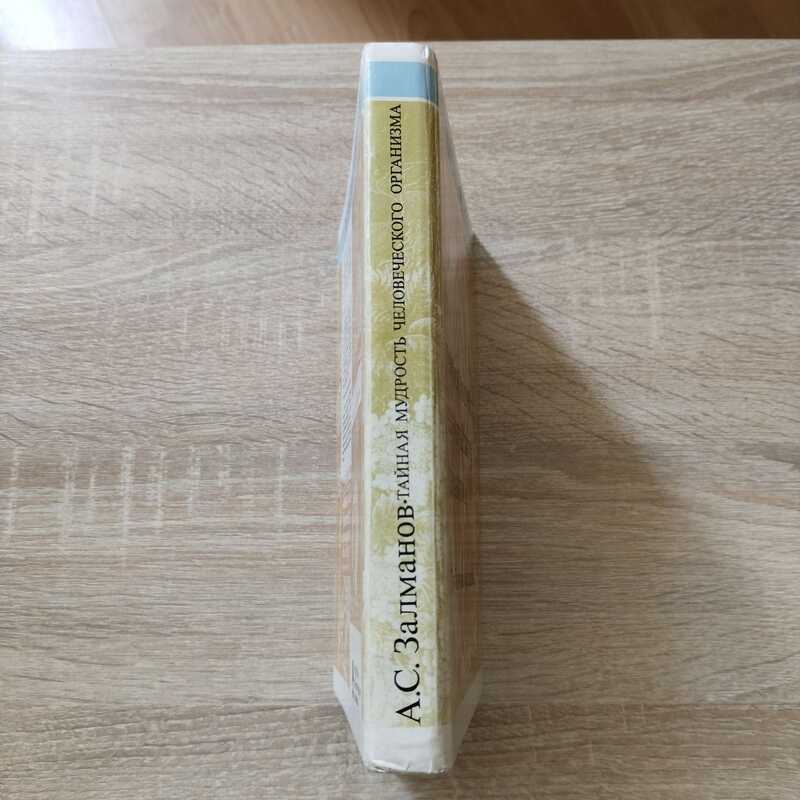 А.С. Залманов·ТАЙНАЯ МУДРОСТЬ ЧЕЛОВЕЧЕСКОГО ОРГАНИЗМА